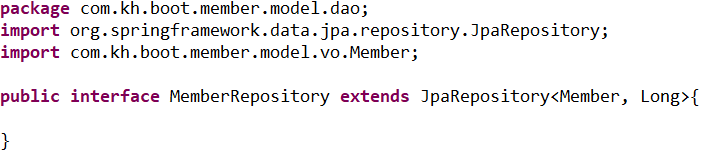 package com.kh.boot.member.model.dao;
import org.springframework.data.jpa.repository.JpaRepository;
import com.kh.boot.member.model.vo.Member;
public interface MemberRepository extends JpaRepository<Member, Long>{
}